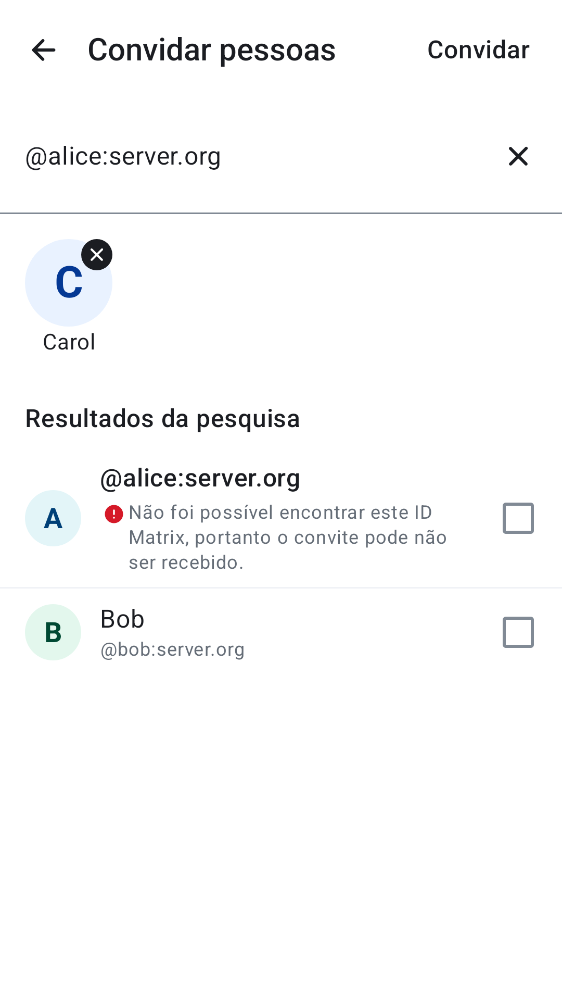 Convidar pessoas
Convidar
@alice:server.org
C
Carol
Resultados da pesquisa
A
@alice:server.org
Não foi possível encontrar este ID
Matrix, portanto o convite pode não
ser recebido.
B
Bob
@bob:server.org